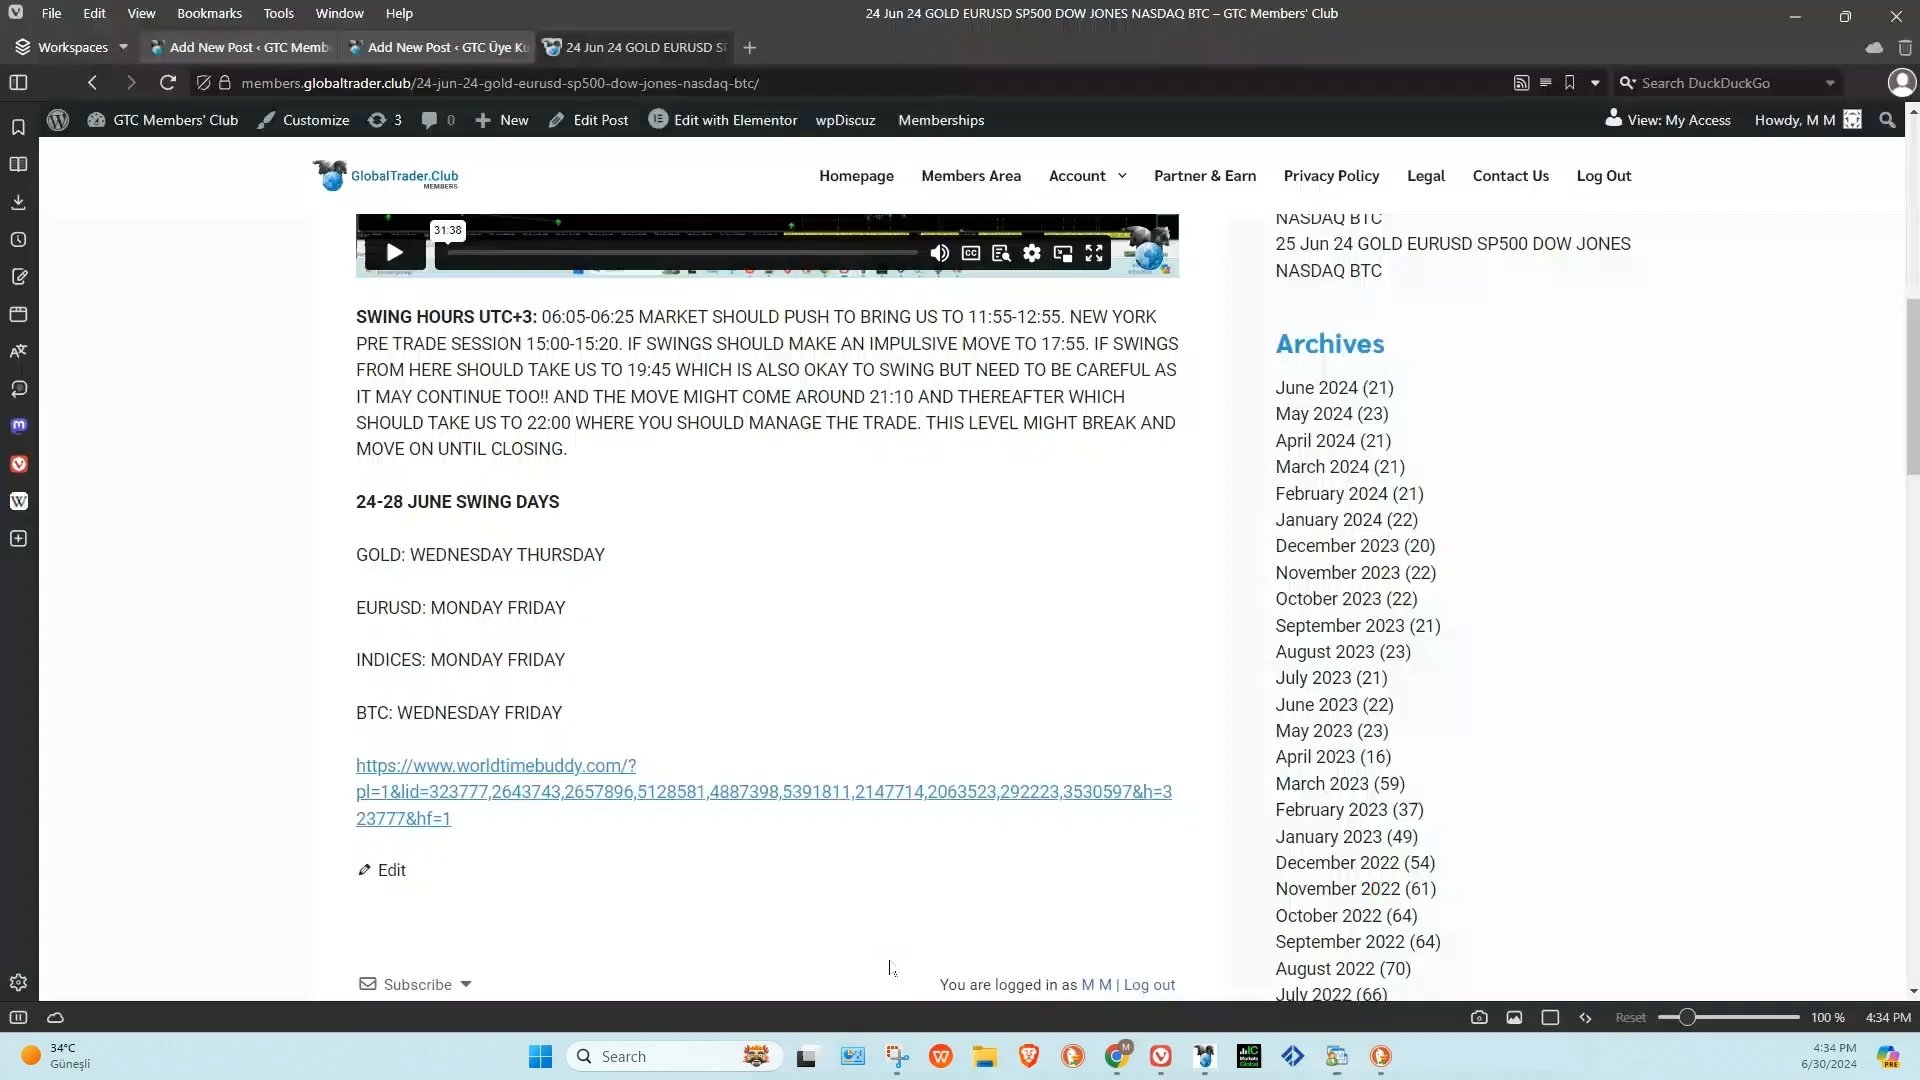 File Edit View Bookmarks Tools Window Help
24 Jun 24 GOLD EURUSD SP500 DOW JONES NASDAQ BTC – GTC Members' Club
Workspaces
Add New Post ‹ GTC Memb
Add New Post ‹ GTC Üye Ku
24 Jun 24 GOLD EURUSD SP
members.globaltrader.club/24-jun-24-gold-eurusd-sp500-dow-jones-nasdaq-btc/
Search DuckDuckGo
GTC Members' Club Customize 3 0 New Edit Post Edit with Elementor wpDiscuz Memberships
View: My Access Howdy, M M
GlobalTrader.Club
MEMBERS
Homepage Members Area Account Partner & Earn Privacy Policy Legal Contact Us Log Out
31:38
CC
SWING HOURS UTC+3: 06:05-06:25 MARKET SHOULD PUSH TO BRING US TO 11:55-12:55. NEW YORK
PRE TRADE SESSION 15:00-15:20. IF SWINGS SHOULD MAKE AN IMPULSIVE MOVE TO 17:55. IF SWINGS
FROM HERE SHOULD TAKE US TO 19:45 WHICH IS ALSO OKAY TO SWING BUT NEED TO BE CAREFUL AS
IT MAY CONTINUE TOO!! AND THE MOVE MIGHT COME AROUND 21:10 AND THEREAFTER WHICH
SHOULD TAKE US TO 22:00 WHERE YOU SHOULD MANAGE THE TRADE. THIS LEVEL MIGHT BREAK AND
MOVE ON UNTIL CLOSING.
24-28 JUNE SWING DAYS
GOLD: WEDNESDAY THURSDAY
EURUSD: MONDAY FRIDAY
INDICES: MONDAY FRIDAY
BTC: WEDNESDAY FRIDAY
https://www.worldtimebuddy.com/?
pl=1&lid=323777,2643743,2657896,5128581,4887398,5391811,2147714,2063523,292223,3530597&h=3
23777&hf=1
Edit
Subscribe
You are logged in as M M | Log out
NASDAQ BTC
25 Jun 24 GOLD EURUSD SP500 DOW JONES
NASDAQ BTC
Archives
June 2024 (21)
May 2024 (23)
April 2024 (21)
March 2024 (21)
February 2024 (21)
January 2024 (22)
December 2023 (20)
November 2023 (22)
October 2023 (22)
September 2023 (21)
August 2023 (23)
July 2023 (21)
June 2023 (22)
May 2023 (23)
April 2023 (16)
March 2023 (59)
February 2023 (37)
January 2023 (49)
December 2022 (54)
November 2022 (61)
October 2022 (64)
September 2022 (64)
August 2022 (70)
July 2022 (66)
Reset 100 % 4:34 PM
34°C
Güneşli
Search
4:34 PM
6/30/2024